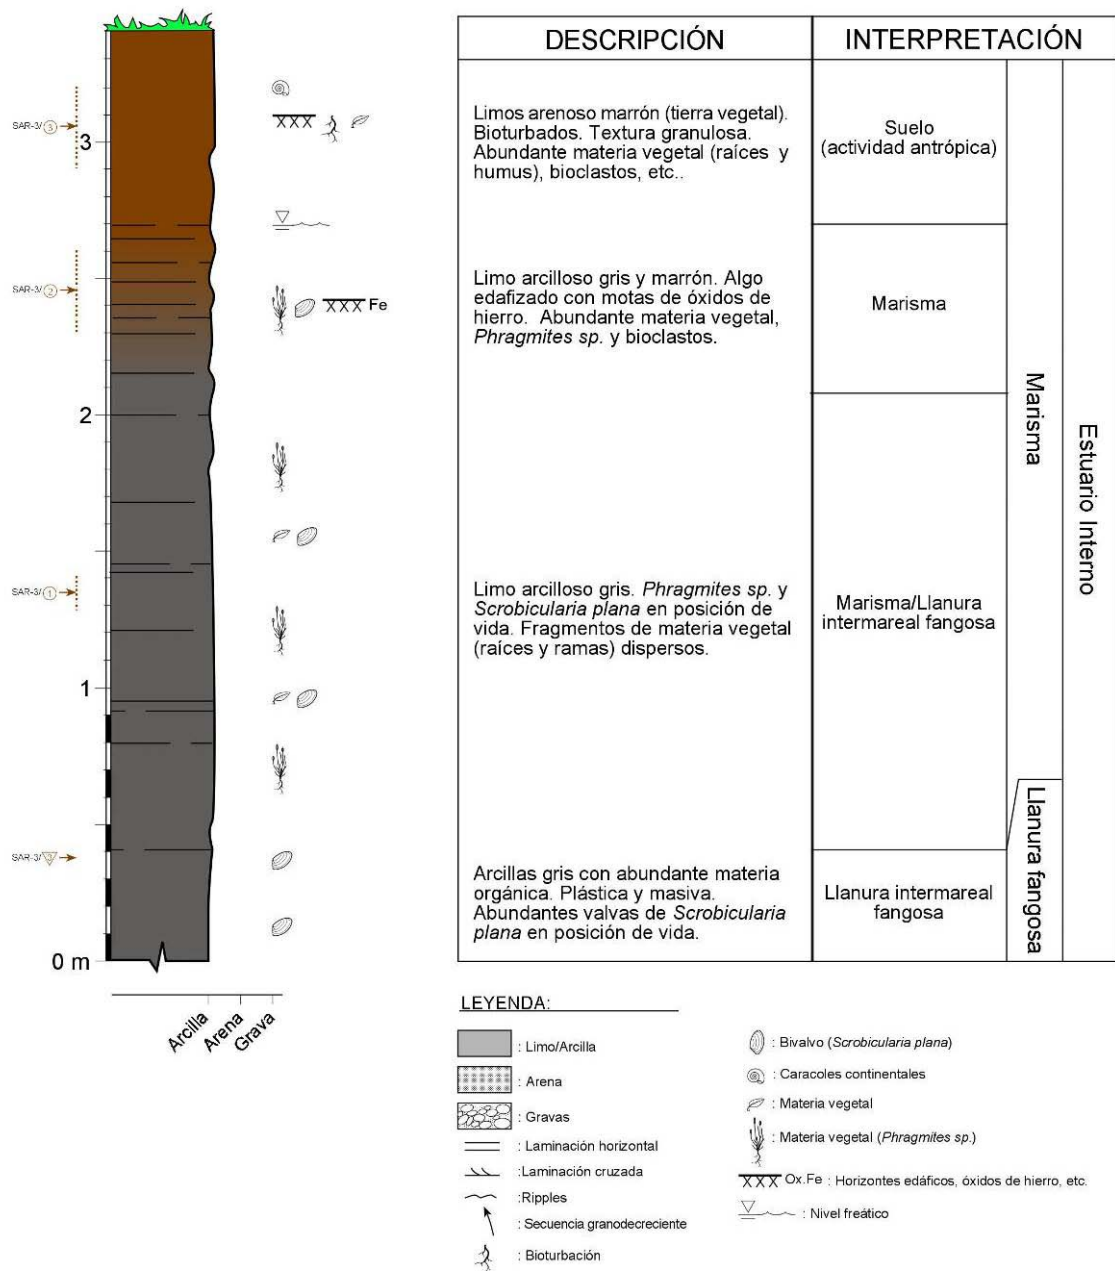 DESCRIPCIÓN
INTERPRETACIÓN
SAR-3/ 3
3
Limos arenoso marrón (tierra vegetal).
Bioturbados. Textura granulosa.
Abundante materia vegetal (raíces y
humus), bioclastos, etc..
Suelo
(actividad antrópica)
SAR-3/ 2
Fe
Limo arcilloso gris y marrón. Algo
edafizado con motas de óxidos de
hierro. Abundante materia vegetal,
Phragmites sp. y bioclastos.
Marisma
2
Marisma
Estuario Interno
SAR-3/ 1
Limo arcilloso gris. Phragmites sp. y
Scrobicularia plana en posición de
vida. Fragmentos de materia vegetal
(raíces y ramas) dispersos.
Marisma/Llanura
intermareal fangosa
1
SAR-3/
Arcillas gris con abundante materia
orgánica. Plástica y masiva.
Abundantes valvas de Scrobicularia
plana en posición de vida.
Llanura intermareal
fangosa
Llanura fangosa
0 m
Arcilla
Arena
Grava
LEYENDA:
: Limo/Arcilla
: Arena
: Gravas
: Laminación horizontal
:Laminación cruzada
:Ripples
: Secuencia granodecreciente
: Bioturbación
: Bivalvo (Scrobicularia plana)
: Caracoles continentales
: Materia vegetal
: Materia vegetal (Phragmites sp.)
Ox.Fe : Horizontes edáficos, óxidos de hierro, etc.
: Nivel freático